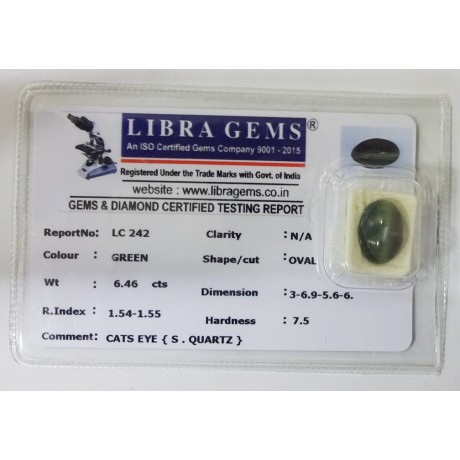 LIBRA GEMS®
An ISO Certified Gems Company 9001 - 2015
Registered Under the Trade Marks with Govt. of India
website : www.libragems.co.in
GEMS & DIAMOND CERTIFIED TESTING REPORT
ReportNo: LC 242 Clarity : N/A
Colour : GREEN Shape/cut : OVAL
Wt : 6.46 cts Dimension : 3-6.9-5.6-6.
R.Index : 1.54-1.55 Hardness : 7.5
Comment: CATS EYE { S . QUARTZ }